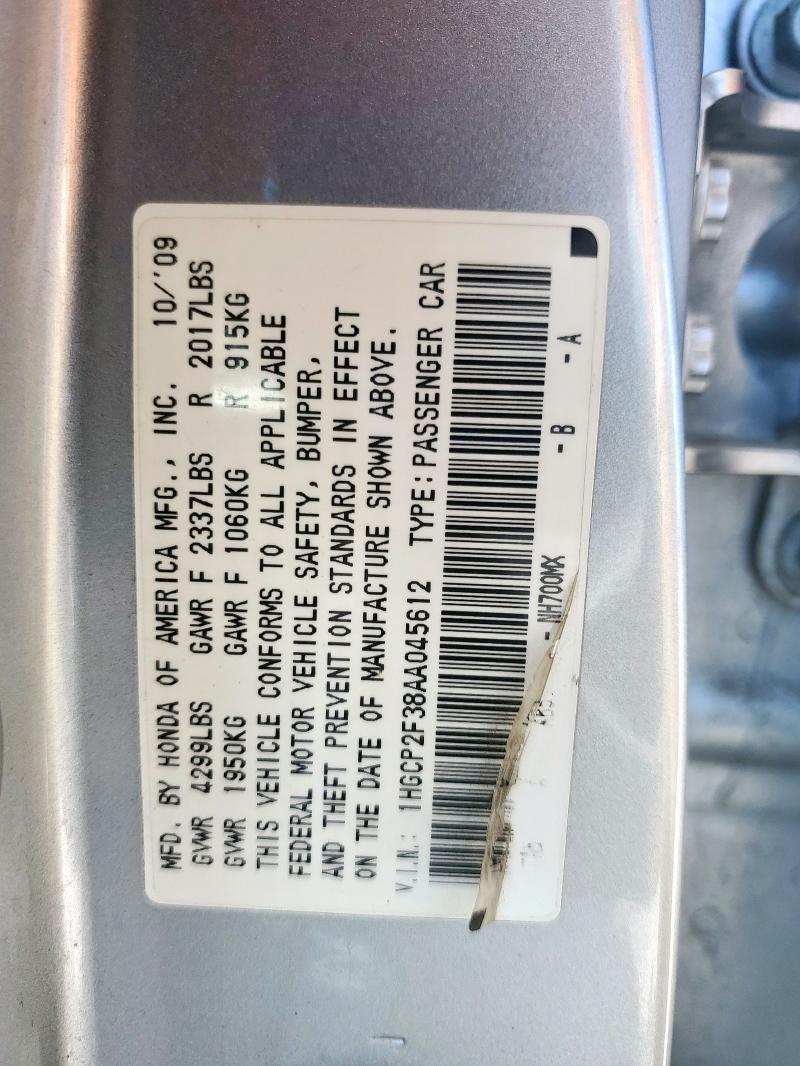 MFD. BY HONDA OF AMERICA MFG., INC. 10/'09
GVWR 4299LBS GAWR F 2337LBS R 2017LBS
GVWR 1950KG GAWR F 1060KG R 915KG
THIS VEHICLE CONFORMS TO ALL APPLICABLE
FEDERAL MOTOR VEHICLE SAFETY, BUMPER,
AND THEFT PREVENTION STANDARDS IN EFFECT
ON THE DATE OF MANUFACTURE SHOWN ABOVE.
V.I.N.: 1HGCP2F38AA045612 TYPE: PASSENGER CAR
NH700MX -B -A